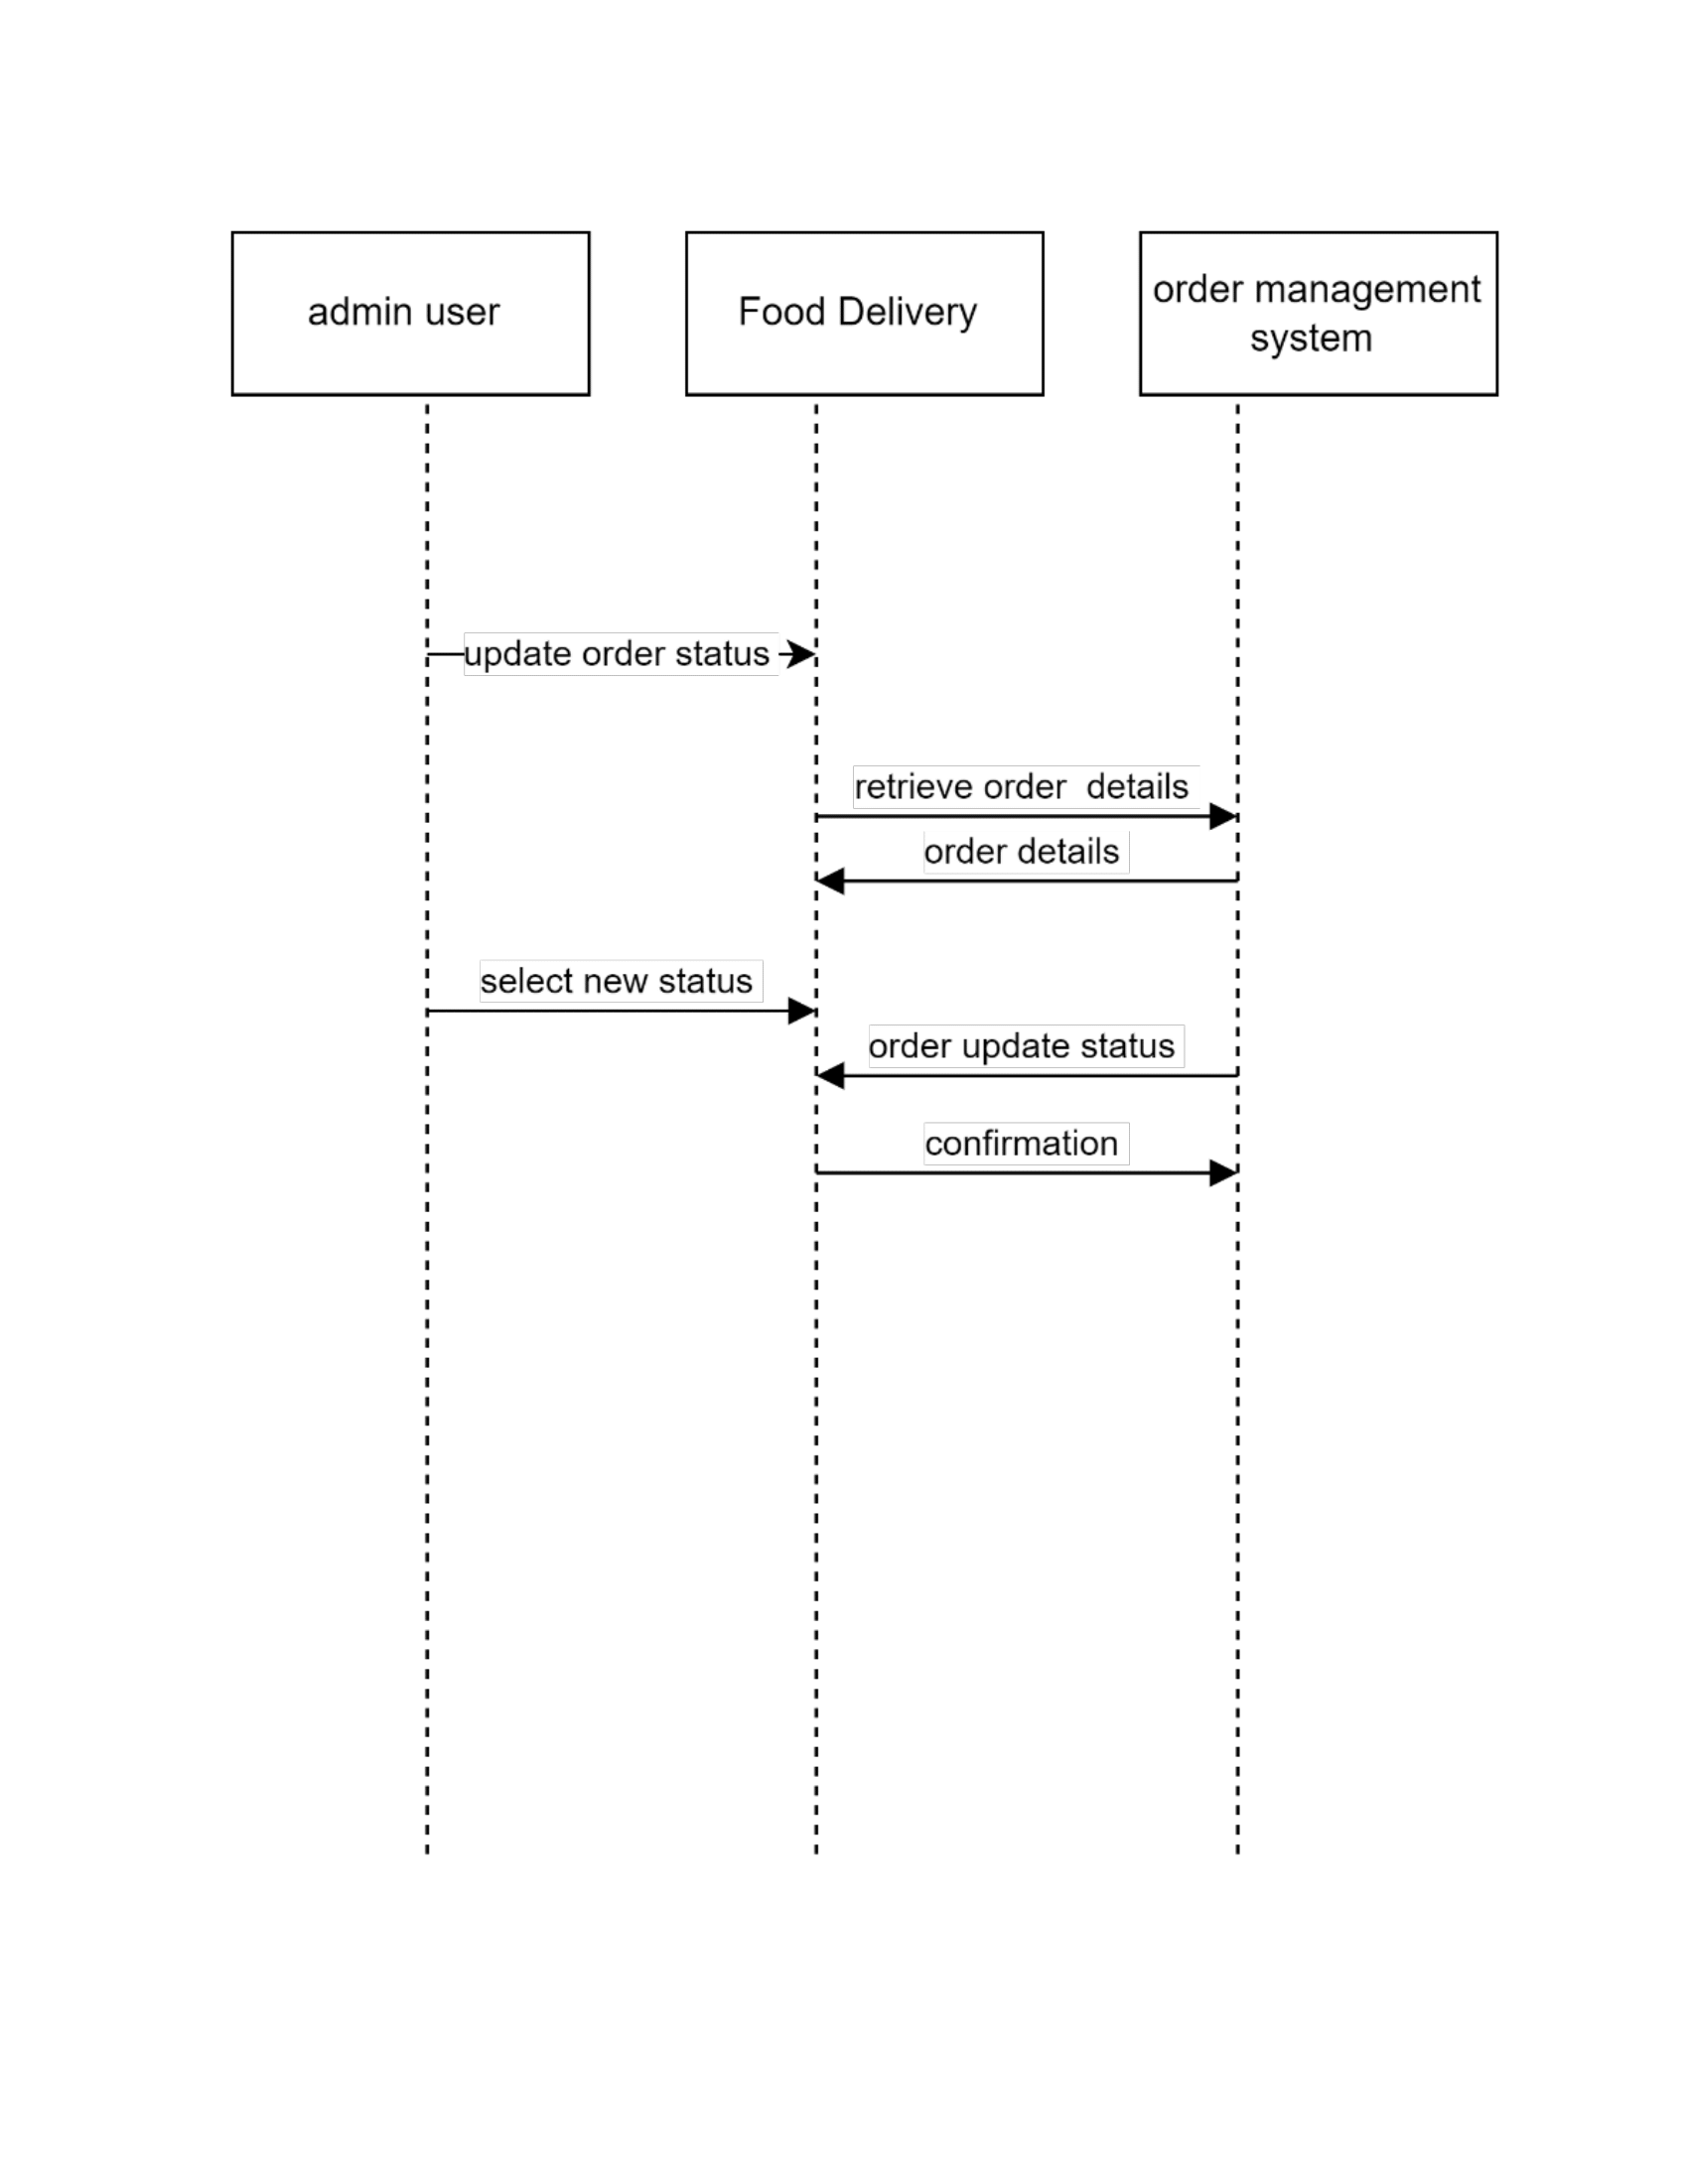 admin user
Food Delivery
order management
system
update order status
retrieve order  details
order details
select new status
order update status
confirmation